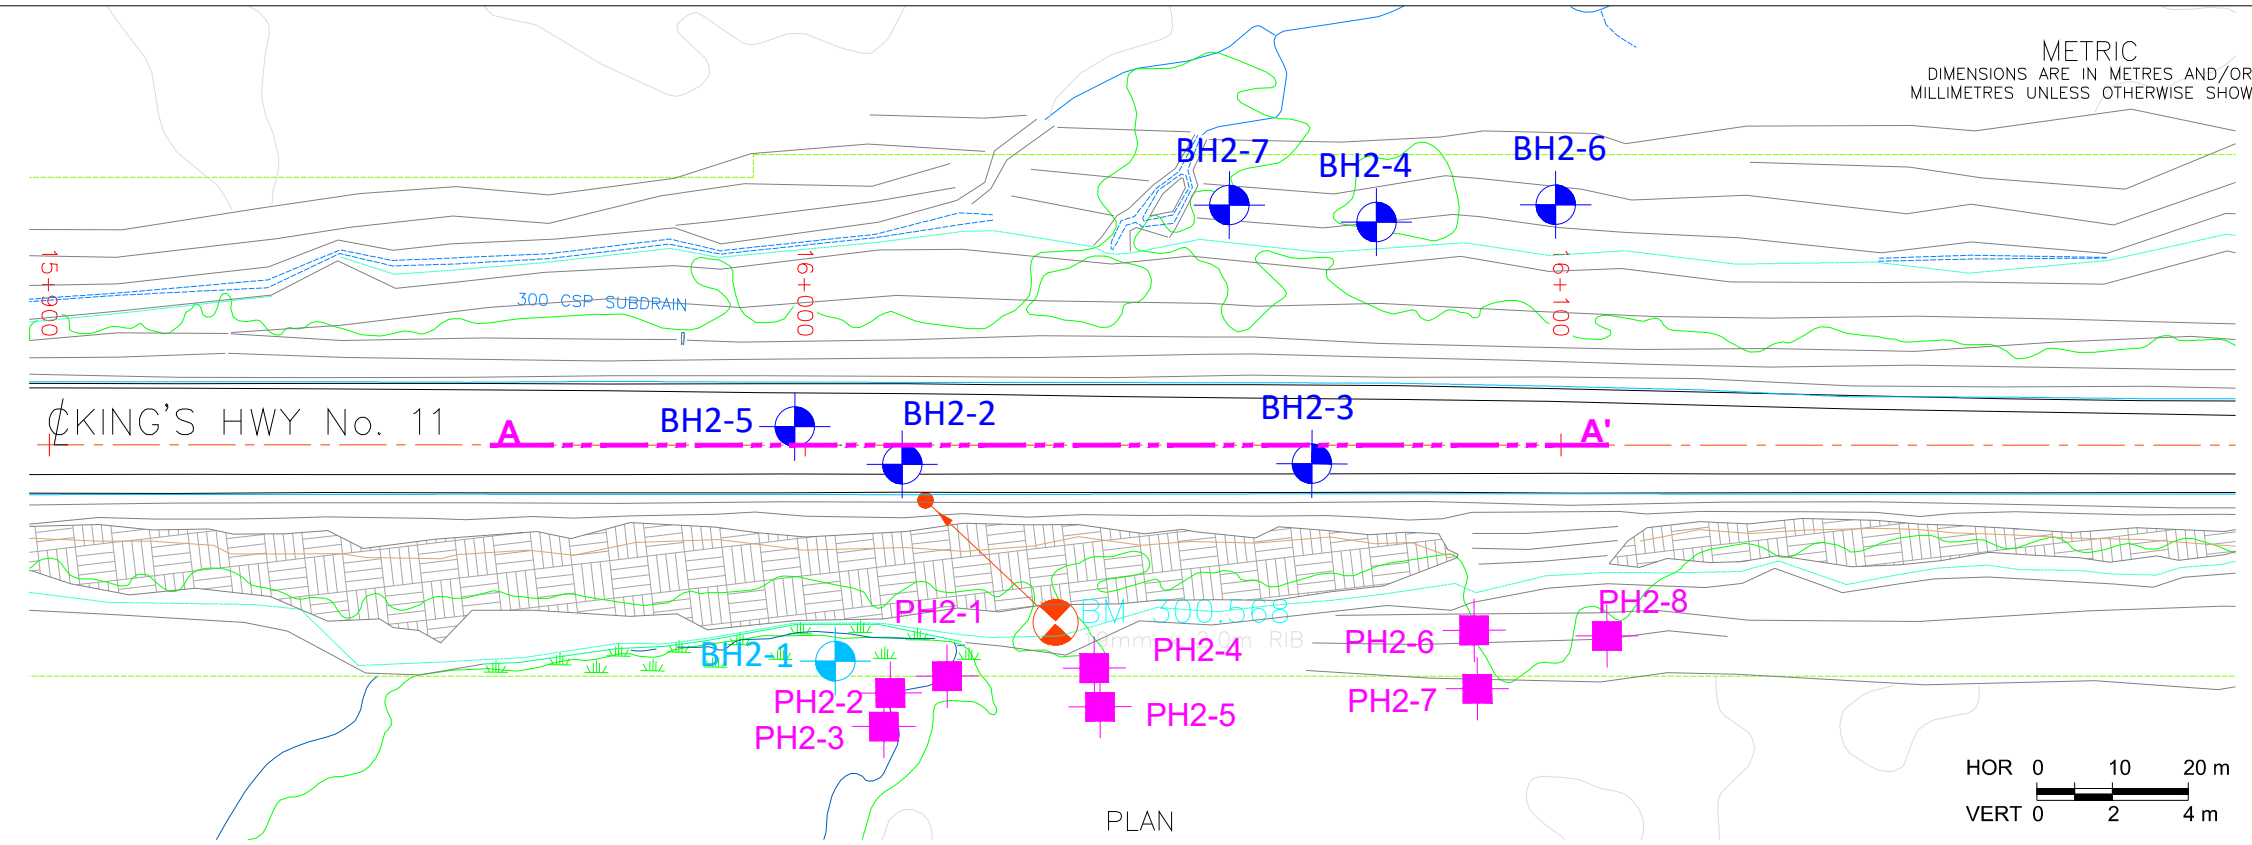 METRIC
DIMENSIONS ARE IN METRES AND/OR
MILLIMETRES UNLESS OTHERWISE SHOW
BH2-7
BH2-4
BH2-6
15+900
16+000
16+100
300 CSP SUBDRAIN
℄KING'S HWY No. 11
A
BH2-5
BH2-2
BH2-3
A'
PH2-1
BM 300.568
RIB
PH2-8
PH2-6
PH2-4
BH2-1
PH2-2
PH2-7
PH2-5
PH2-3
HOR 0 10 20 m
VERT 0 2 4 m
PLAN